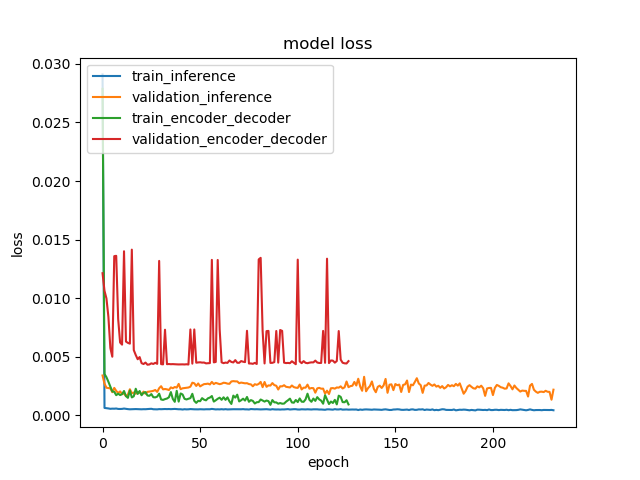 model loss
train_inference
validation_inference
train_encoder_decoder
validation_encoder_decoder
loss
0.030
0.025
0.020
0.015
0.010
0.005
0.000
0 50 100 150 200
epoch